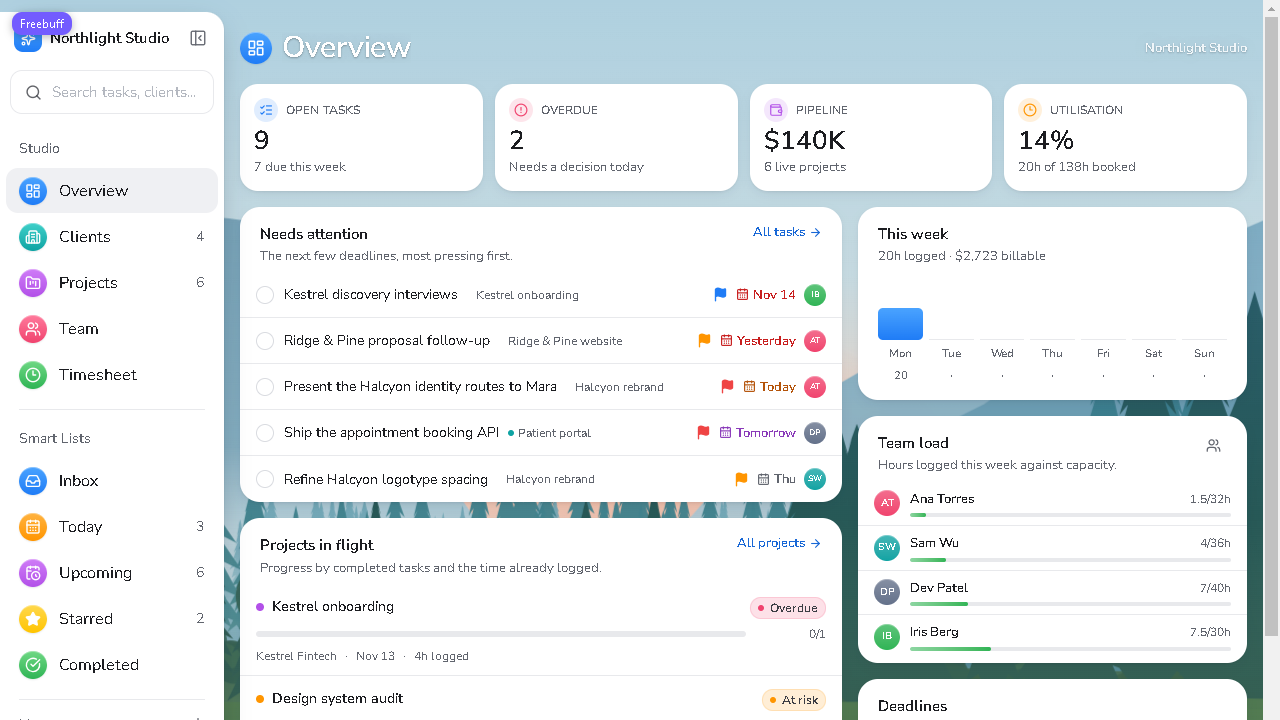 Freebuff
Northlight Studio
Search tasks, clients...
Studio
Overview
Clients 4
Projects 6
Team
Timesheet
Smart Lists
Inbox
Today 3
Upcoming 6
Starred 2
Completed
Overview
Northlight Studio
OPEN TASKS
9
7 due this week
OVERDUE
2
Needs a decision today
PIPELINE
$140K
6 live projects
UTILISATION
14%
20h of 138h booked
Needs attention
All tasks →
The next few deadlines, most pressing first.
Kestrel discovery interviews Kestrel onboarding Nov 14 IB
Ridge & Pine proposal follow-up Ridge & Pine website Yesterday AT
Present the Halcyon identity routes to Mara Halcyon rebrand Today AT
Ship the appointment booking API Patient portal Tomorrow DP
Refine Halcyon logotype spacing Halcyon rebrand Thu SW
Projects in flight
All projects →
Progress by completed tasks and the time already logged.
Kestrel onboarding Overdue
0/1
Kestrel Fintech · Nov 13 · 4h logged
Design system audit At risk
This week
20h logged · $2,723 billable
Mon Tue Wed Thu Fri Sat Sun
20 · · · · · ·
Team load
Hours logged this week against capacity.
AT Ana Torres 1.5/32h
SW Sam Wu 4/36h
DP Dev Patel 7/40h
IB Iris Berg 7.5/30h
Deadlines